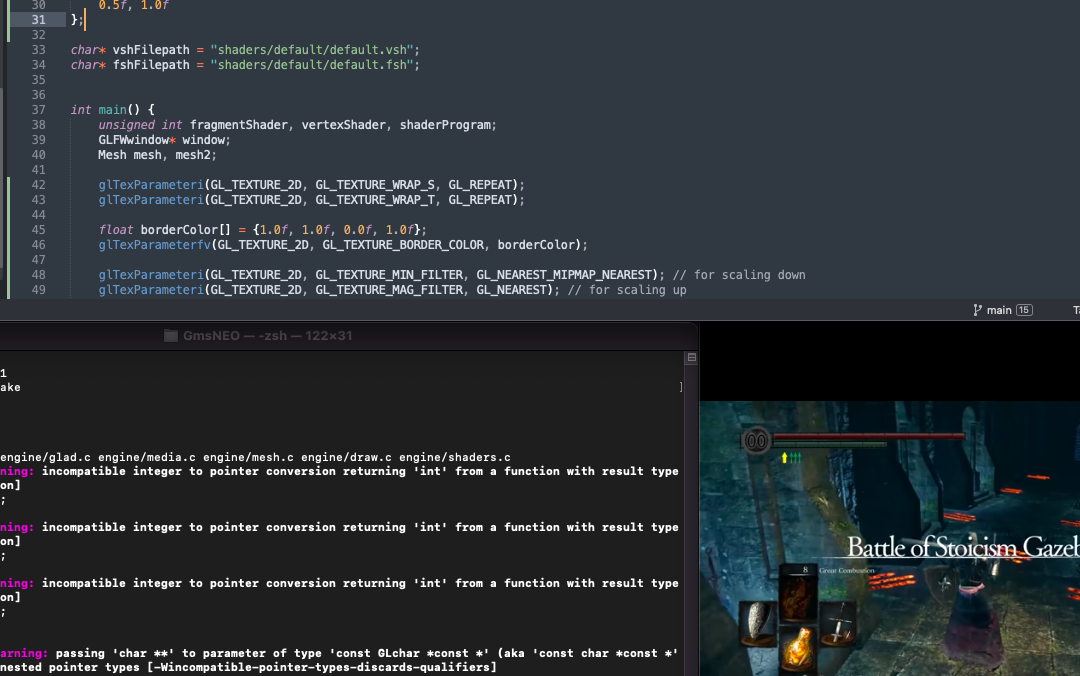 30 0.5f, 1.0f
31 };
32
33 char* vshFilepath = "shaders/default/default.vsh";
34 char* fshFilepath = "shaders/default/default.fsh";
35
36
37 int main() {
38 unsigned int fragmentShader, vertexShader, shaderProgram;
39 GLFWwindow* window;
40 Mesh mesh, mesh2;
41
42 glTexParameteri(GL_TEXTURE_2D, GL_TEXTURE_WRAP_S, GL_REPEAT);
43 glTexParameteri(GL_TEXTURE_2D, GL_TEXTURE_WRAP_T, GL_REPEAT);
44
45 float borderColor[] = {1.0f, 1.0f, 0.0f, 1.0f};
46 glTexParameterfv(GL_TEXTURE_2D, GL_TEXTURE_BORDER_COLOR, borderColor);
47
48 glTexParameteri(GL_TEXTURE_2D, GL_TEXTURE_MIN_FILTER, GL_NEAREST_MIPMAP_NEAREST); // for scaling down
49 glTexParameteri(GL_TEXTURE_2D, GL_TEXTURE_MAG_FILTER, GL_NEAREST); // for scaling up
main 15 Ta
GmsNEO — -zsh — 122×31
1
ake ]
engine/glad.c engine/media.c engine/mesh.c engine/draw.c engine/shaders.c
ning: incompatible integer to pointer conversion returning 'int' from a function with result type
on]
;
ning: incompatible integer to pointer conversion returning 'int' from a function with result type
on]
;
ning: incompatible integer to pointer conversion returning 'int' from a function with result type
on]
;
arning: passing 'char **' to parameter of type 'const GLchar *const *' (aka 'const char *const *'
nested pointer types [-Wincompatible-pointer-types-discards-qualifiers]
00
Battle of Stoicism Gazeb
8 Great Combustion